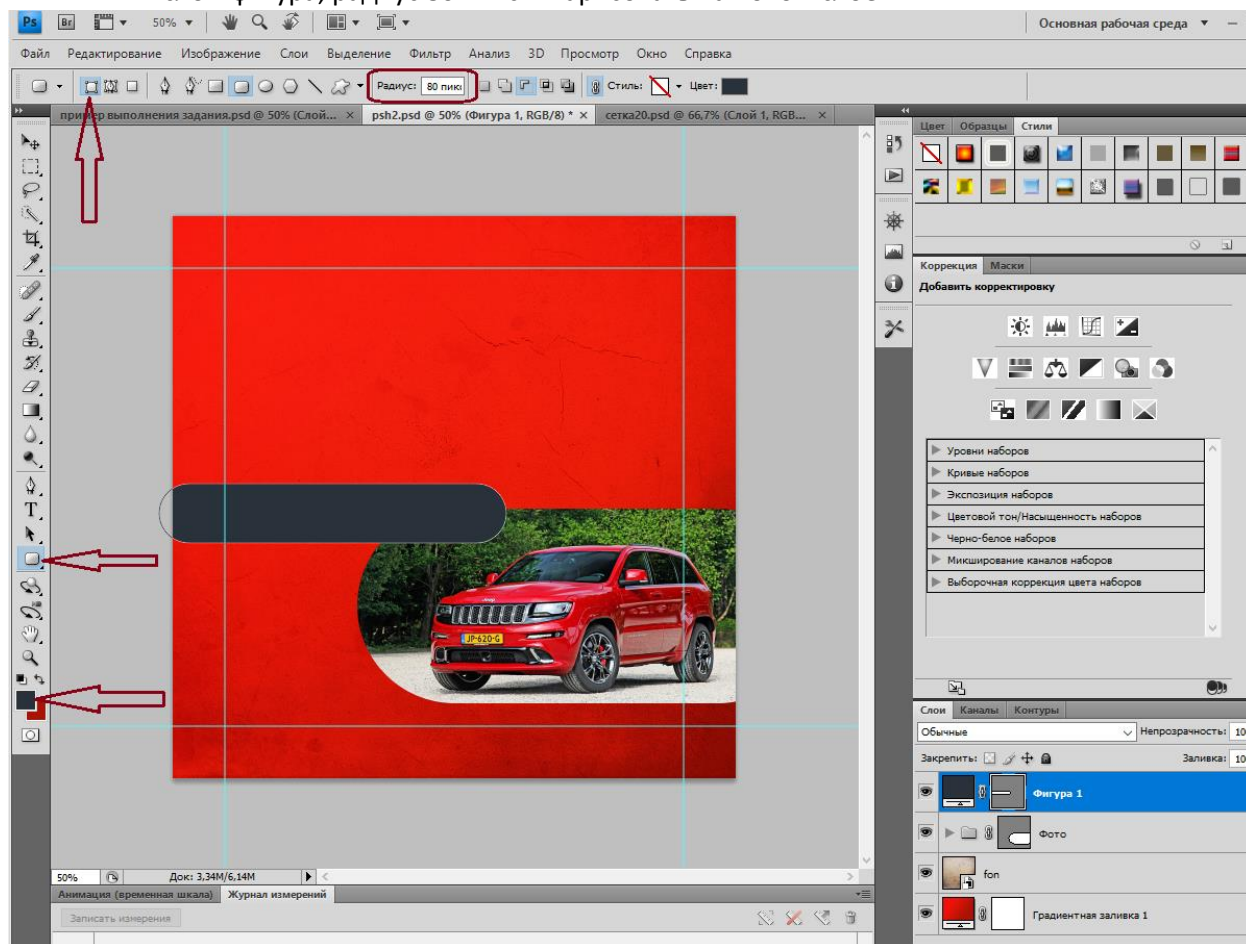 Ps Br 50% Основная рабочая среда
Файл Редактирование Изображение Слои Выделение Фильтр Анализ 3D Просмотр Окно Справка
Радиус: 80 пикс Стиль: Цвет:
пример выполнения задания.psd @ 50% (Слой... × psh2.psd @ 50% (Фигура 1, RGB/8) * × сетка20.psd @ 66,7% (Слой 1, RGB... ×
Цвет Образцы Стили
Коррекция Маски
Добавить корректировку
Уровни наборов
Кривые наборов
Экспозиция наборов
Цветовой тон/Насыщенность наборов
Черно-белое наборов
Микширование каналов наборов
Выборочная коррекция цвета наборов
JP-620-G
Слои Каналы Контуры
Обычные Непрозрачность: 10
Закрепить: Заливка: 10
Фигура 1
Фото
fon
Градиентная заливка 1
50% Док: 3,34M/6,14M
Анимация (временная шкала) Журнал измерений
Записать измерения